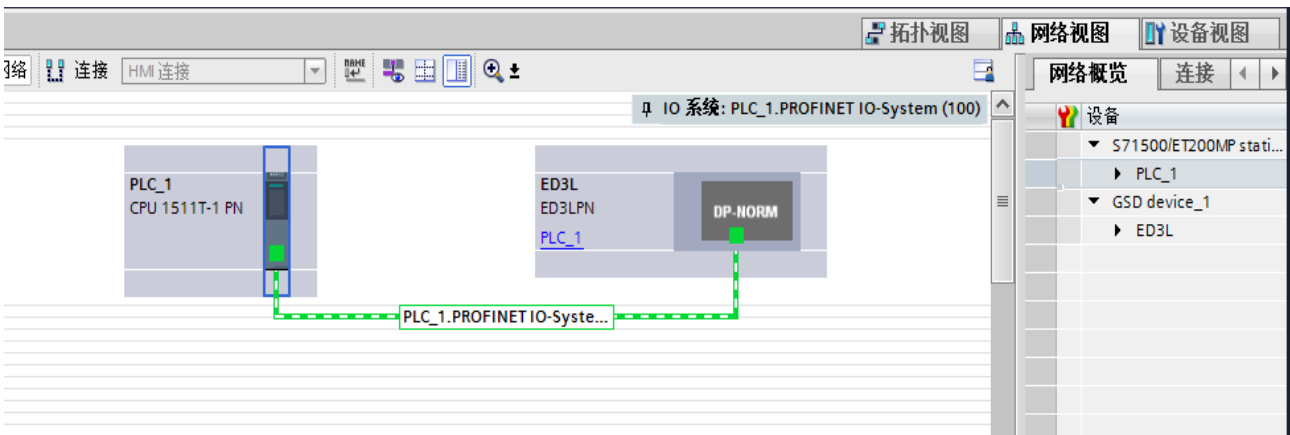 拓扑视图 网络视图 设备视图
络 连接 HMI 连接
网络概览 连接
IO 系统: PLC_1.PROFINET IO-System (100)
设备
S71500/ET200MP stati...
PLC_1
GSD device_1
ED3L
PLC_1
CPU 1511T-1 PN
ED3L
ED3LPN
PLC_1
DP-NORM
PLC_1.PROFINET IO-Syste...